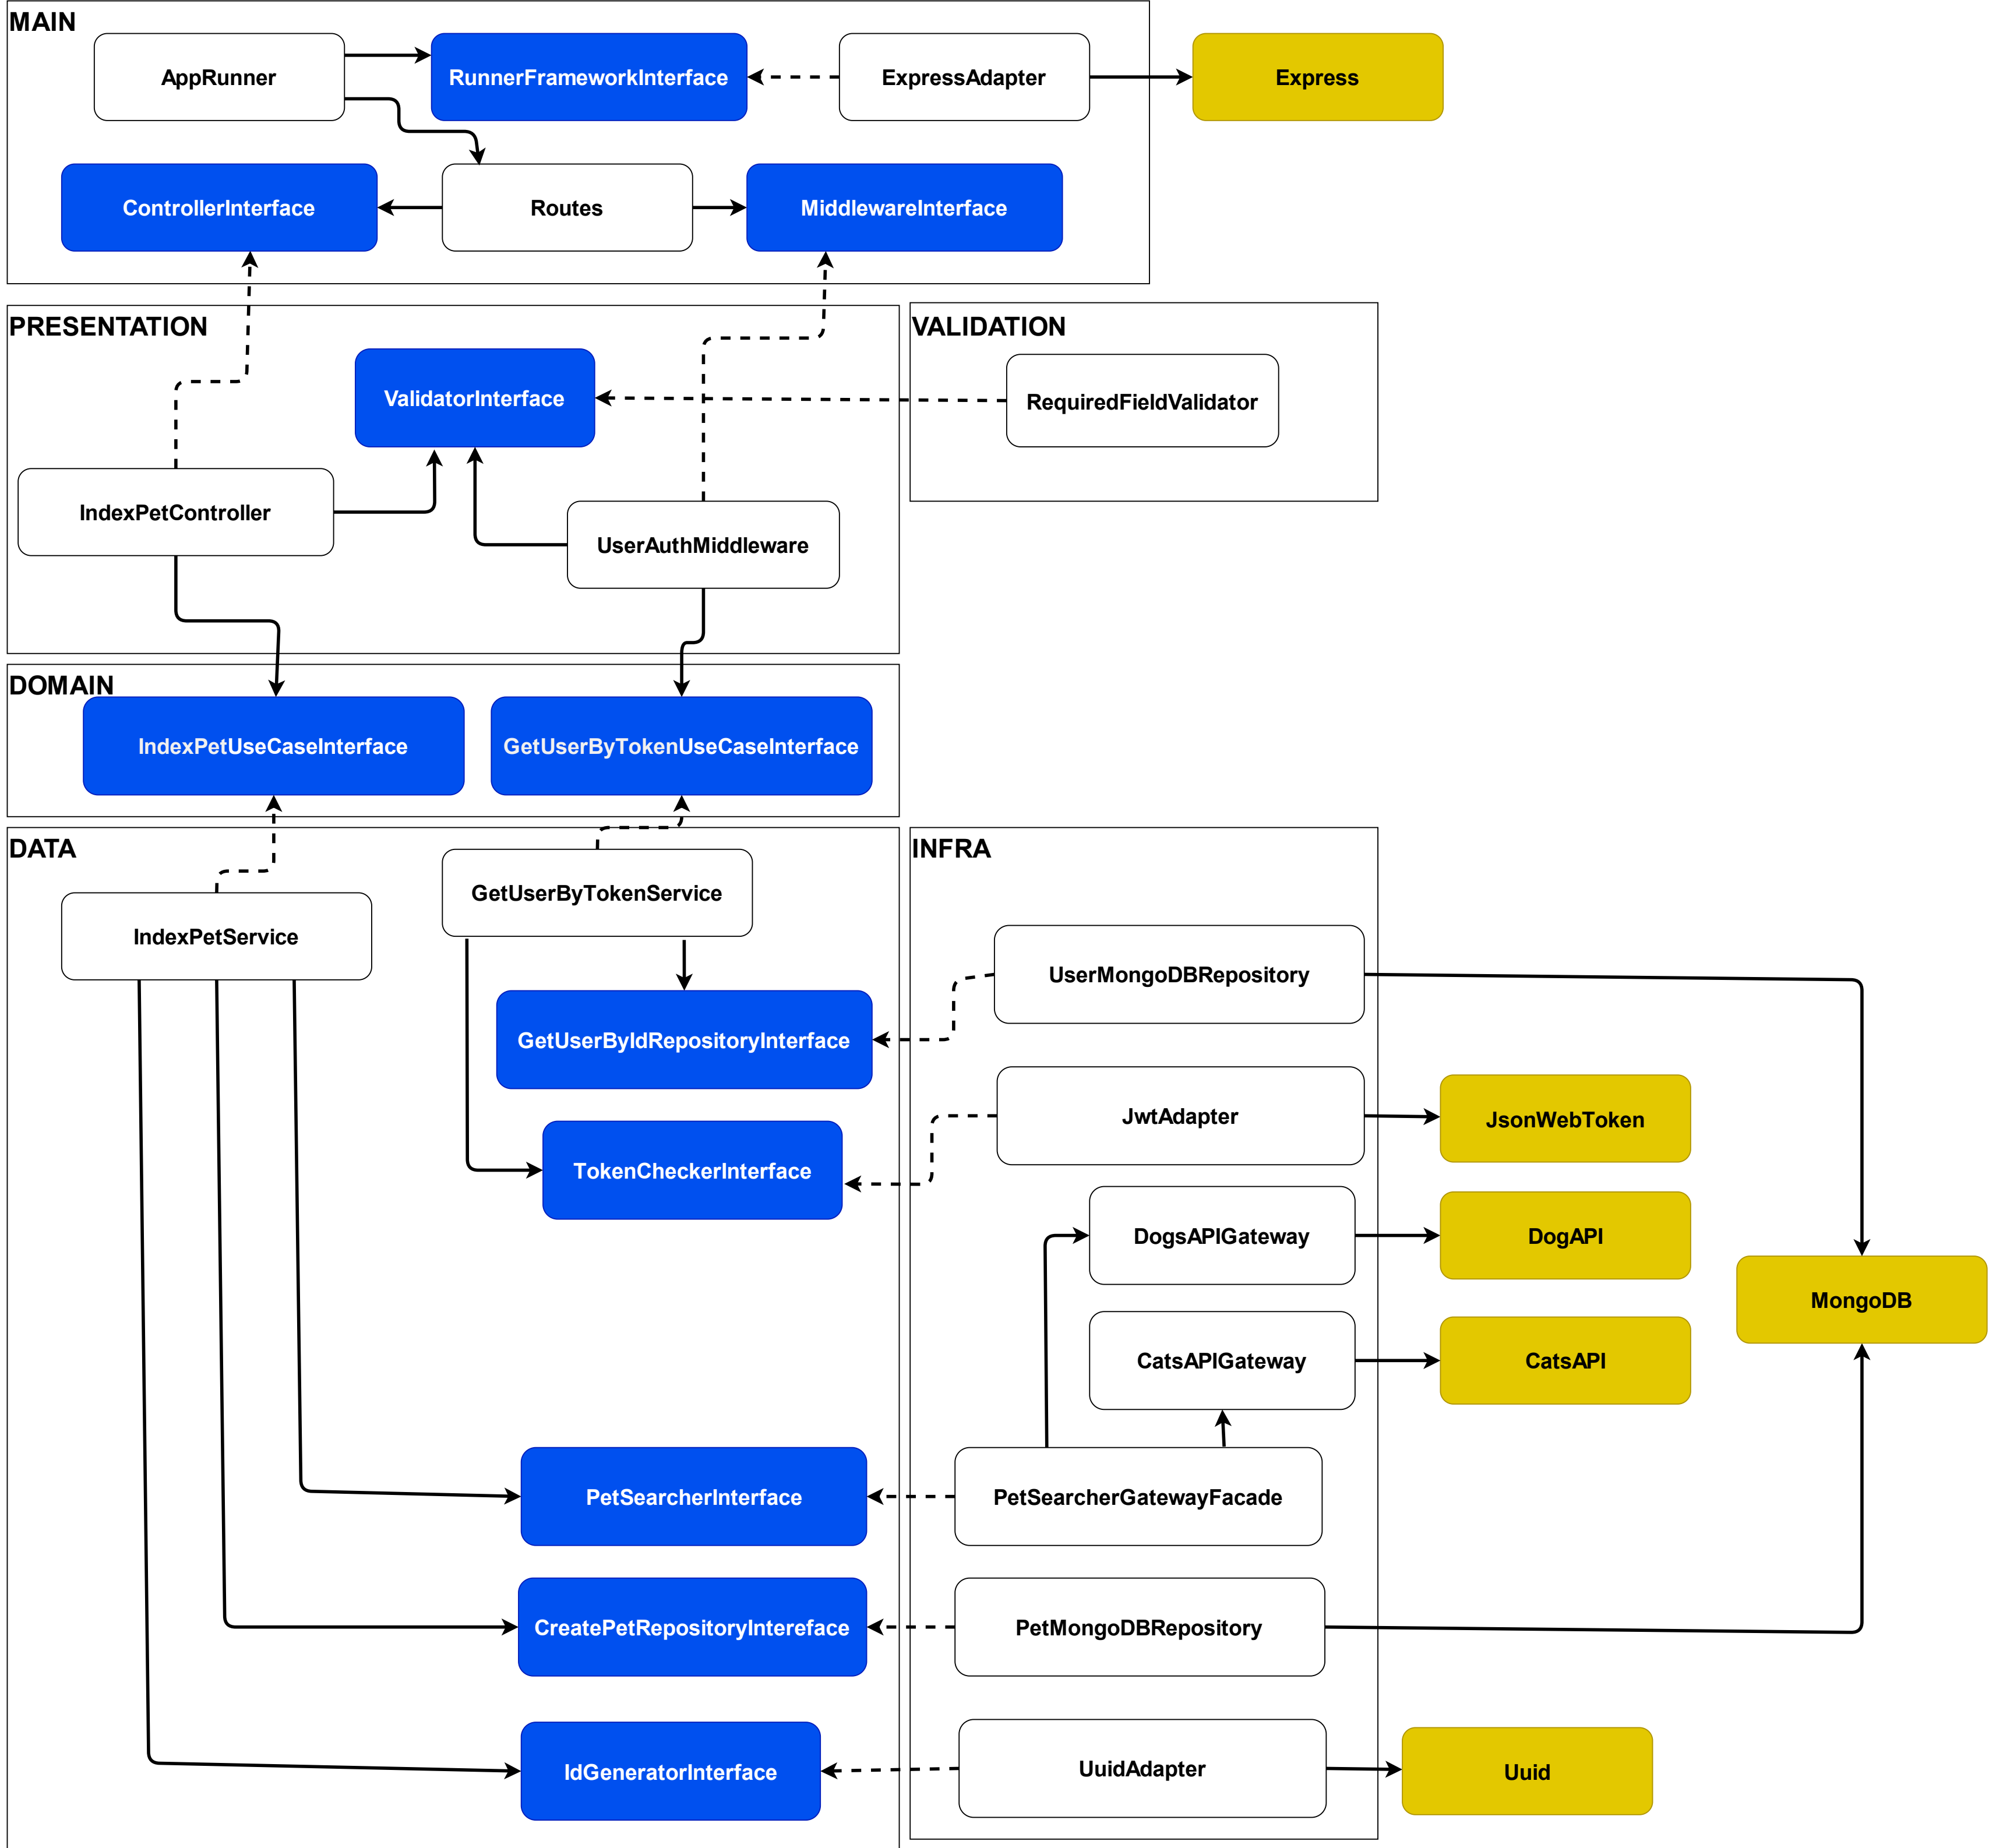 MAIN
AppRunner
RunnerFrameworkInterface
ExpressAdapter
Express
ControllerInterface
Routes
MiddlewareInterface
PRESENTATION
VALIDATION
ValidatorInterface
RequiredFieldValidator
IndexPetController
UserAuthMiddleware
DOMAIN
IndexPetUseCaseInterface
GetUserByTokenUseCaseInterface
DATA
INFRA
GetUserByTokenService
IndexPetService
UserMongoDBRepository
GetUserByIdRepositoryInterface
JwtAdapter
JsonWebToken
TokenCheckerInterface
DogsAPIGateway
DogAPI
MongoDB
CatsAPIGateway
CatsAPI
PetSearcherInterface
PetSearcherGatewayFacade
CreatePetRepositoryIntereface
PetMongoDBRepository
IdGeneratorInterface
UuidAdapter
Uuid